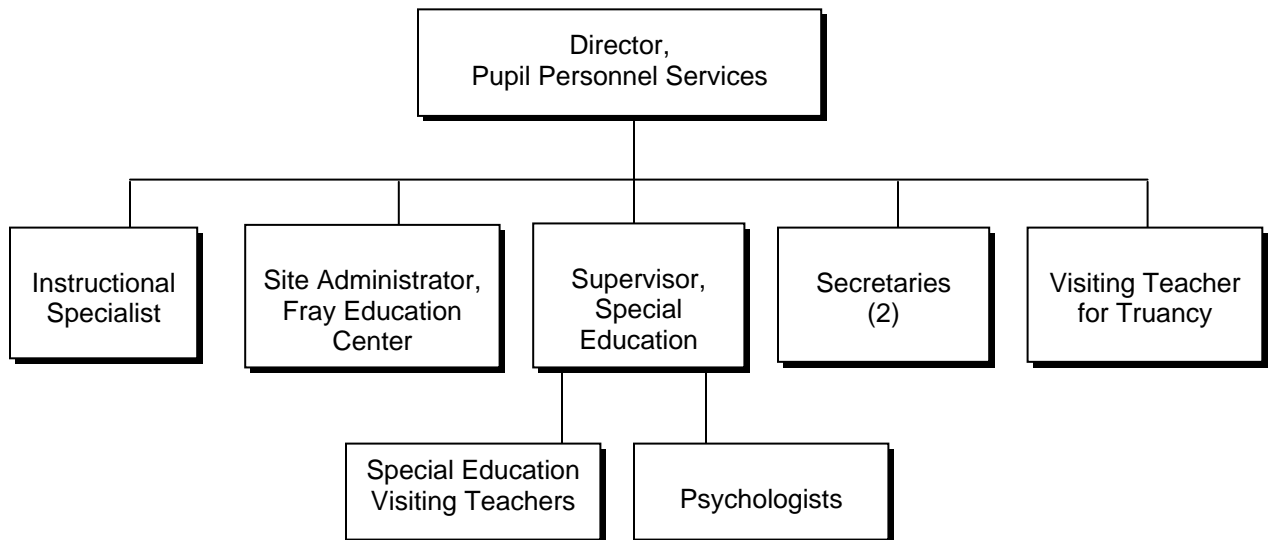 Director,
Pupil Personnel Services
Instructional
Specialist
Site Administrator,
Fray Education
Center
Supervisor,
Special
Education
Secretaries
(2)
Visiting Teacher
for Truancy
Special Education
Visiting Teachers
Psychologists